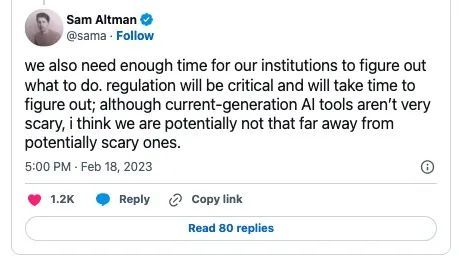 Sam Altman
@sama · Follow
we also need enough time for our institutions to figure out
what to do. regulation will be critical and will take time to
figure out; although current-generation AI tools aren’t very
scary, i think we are potentially not that far away from
potentially scary ones.
5:00 PM · Feb 18, 2023
1.2K Reply Copy link
Read 80 replies